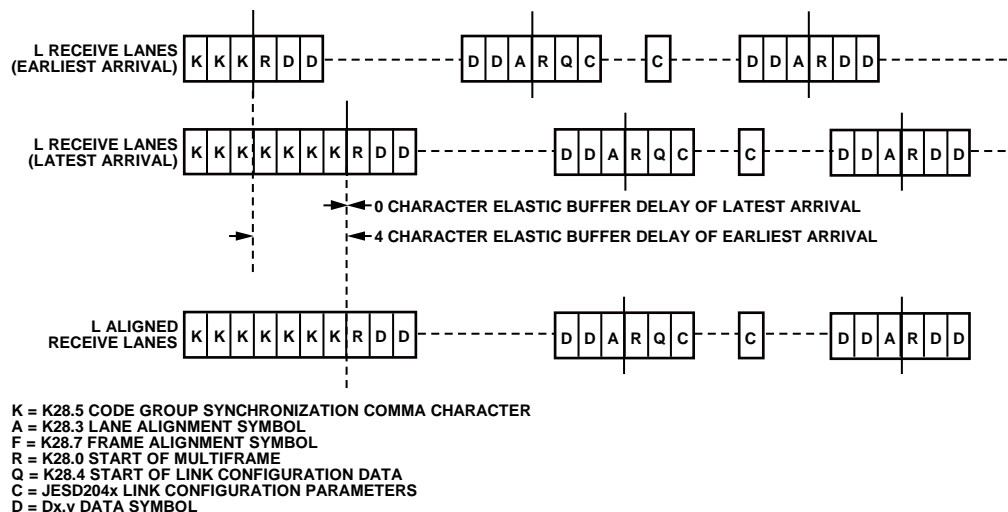 L RECEIVE LANES
(EARLIEST ARRIVAL)
K K K R D D
D D A R Q C
C
D D A R D D
L RECEIVE LANES
(LATEST ARRIVAL)
K K K K K K K R D D
D D A R Q C
C
D D A R D D
0 CHARACTER ELASTIC BUFFER DELAY OF LATEST ARRIVAL
4 CHARACTER ELASTIC BUFFER DELAY OF EARLIEST ARRIVAL
L ALIGNED
RECEIVE LANES
K K K K K K K R D D
D D A R Q C
C
D D A R D D
K = K28.5 CODE GROUP SYNCHRONIZATION COMMA CHARACTER
A = K28.3 LANE ALIGNMENT SYMBOL
F = K28.7 FRAME ALIGNMENT SYMBOL
R = K28.0 START OF MULTIFRAME
Q = K28.4 START OF LINK CONFIGURATION DATA
C = JESD204x LINK CONFIGURATION PARAMETERS
D = Dx.y DATA SYMBOL